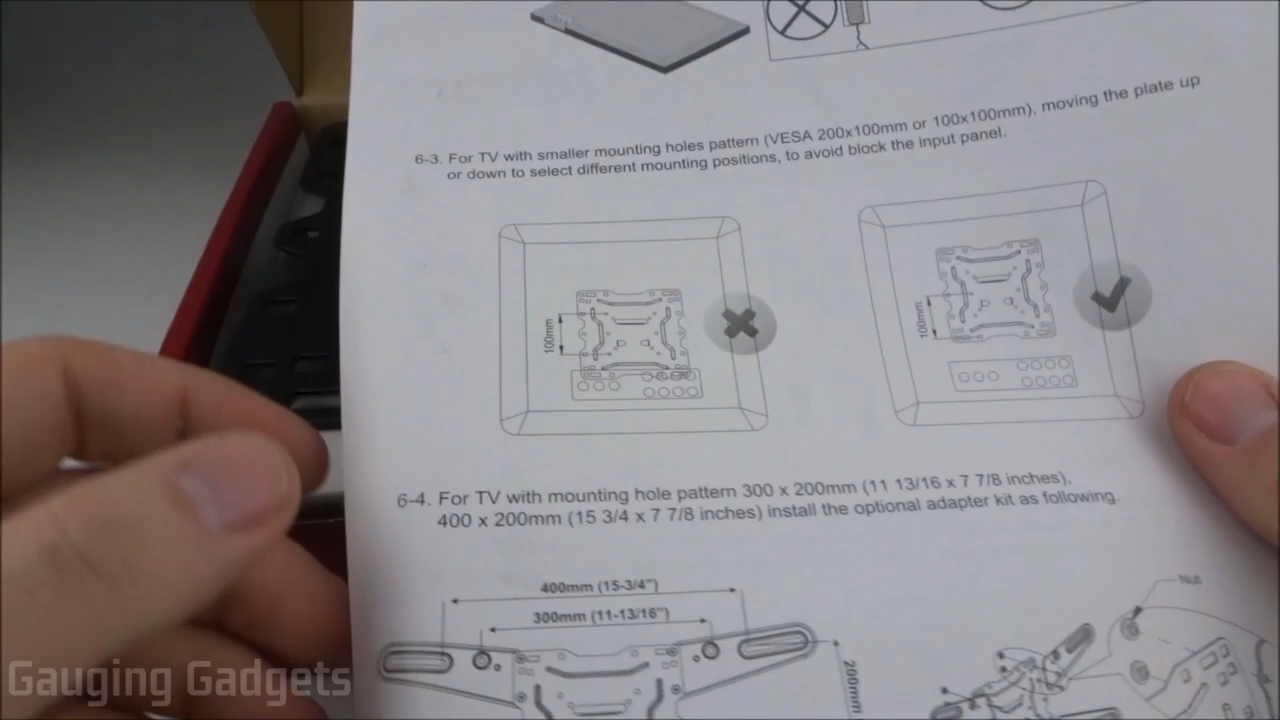 6-3. For TV with smaller mounting holes pattern (VESA 200x100mm or 100x100mm), moving the plate up
or down to select different mounting positions, to avoid block the input panel.
100mm
100mm
6-4. For TV with mounting hole pattern 300 x 200mm (11 13/16 x 7 7/8 inches).
400 x 200mm (15 3/4 x 7 7/8 inches) install the optional adapter kit as following.
400mm (15-3/4")
Nut
300mm (11-13/16")
200mm
Gauging Gadgets